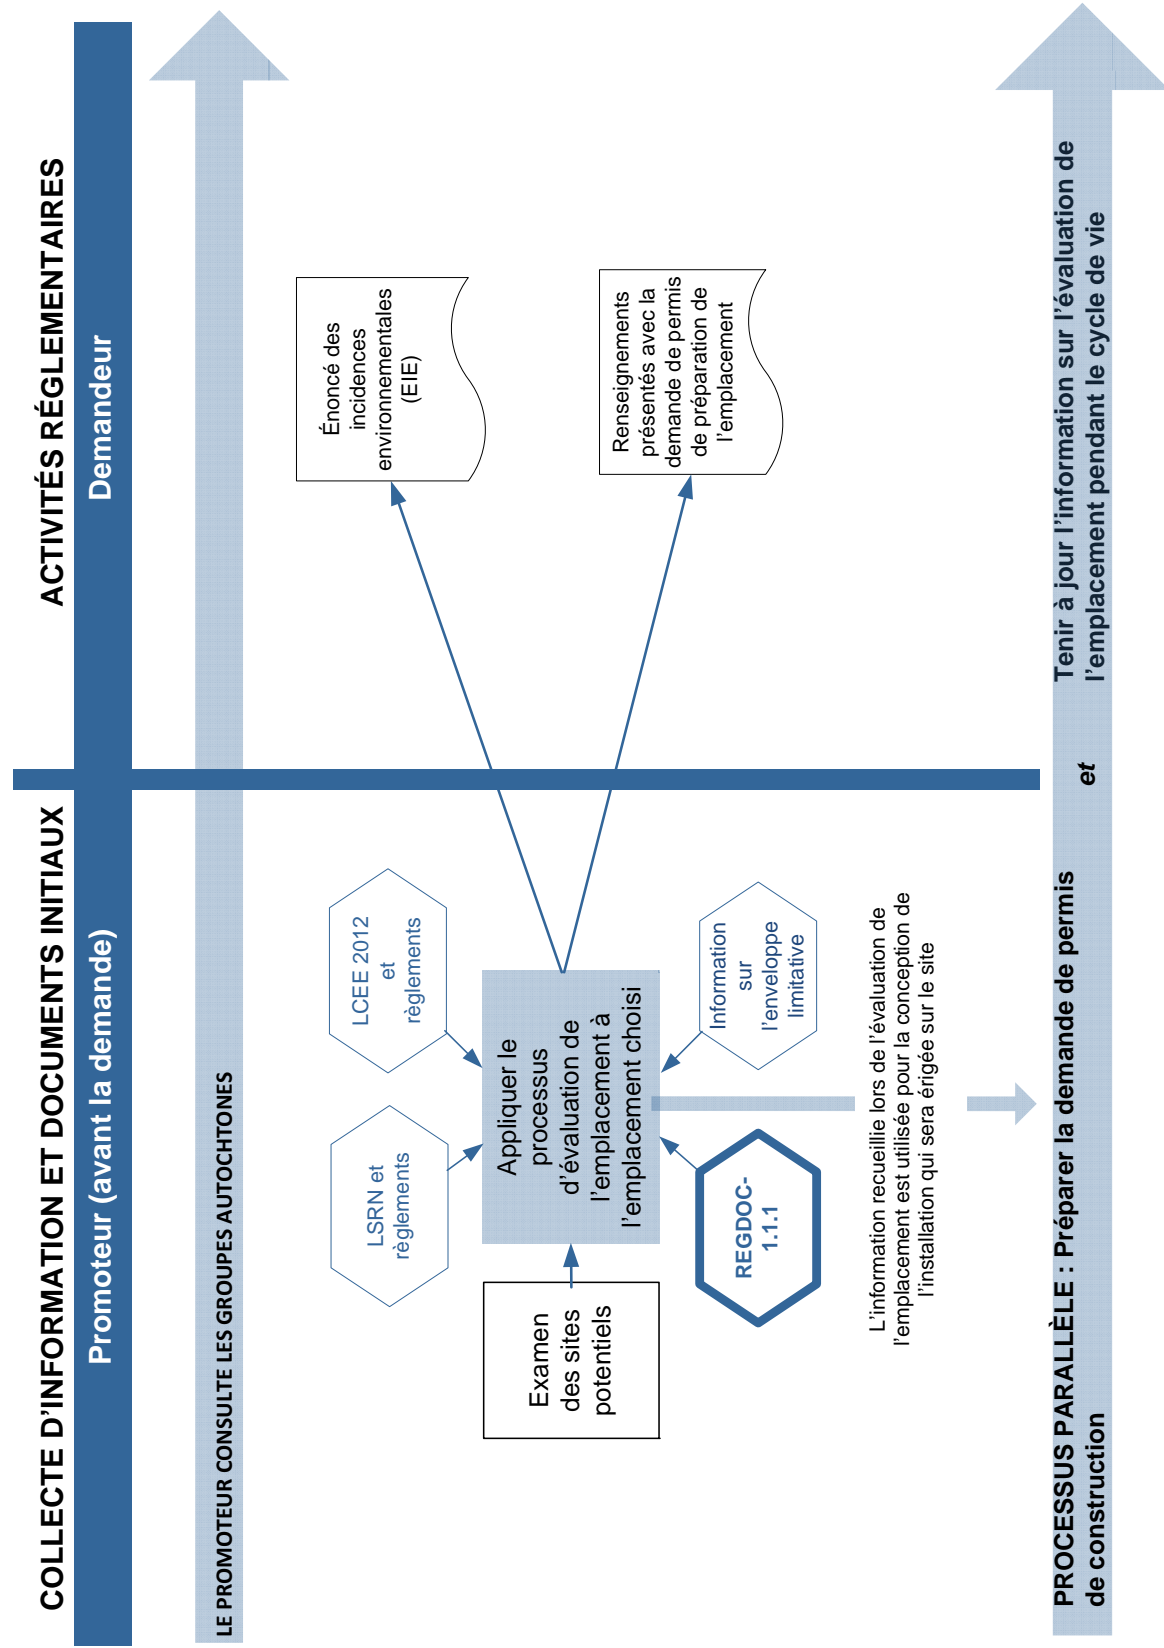 COLLECTE D'INFORMATION ET DOCUMENTS INITIAUX
ACTIVITÉS RÉGLEMENTAIRES
Promoteur (avant la demande)
Demandeur
LE PROMOTEUR CONSULTE LES GROUPES AUTOCHTONES
LSRN et
règlements
LCEE 2012
et
règlements
Examen
des sites
potentiels
Appliquer le
processus
d'évaluation de
l'emplacement à
l'emplacement choisi
REGDOC-
1.1.1
Information
sur
l'enveloppe
limitative
Énoncé des
incidences
environnementales
(EIE)
Renseignements
présentés avec la
demande de permis
de préparation de
l'emplacement
L'information recueillie lors de l'évaluation de
l'emplacement est utilisée pour la conception de
l'installation qui sera érigée sur le site
PROCESSUS PARALLÈLE : Préparer la demande de permis
de construction
et
Tenir à jour l'information sur l'évaluation de
l'emplacement pendant le cycle de vie